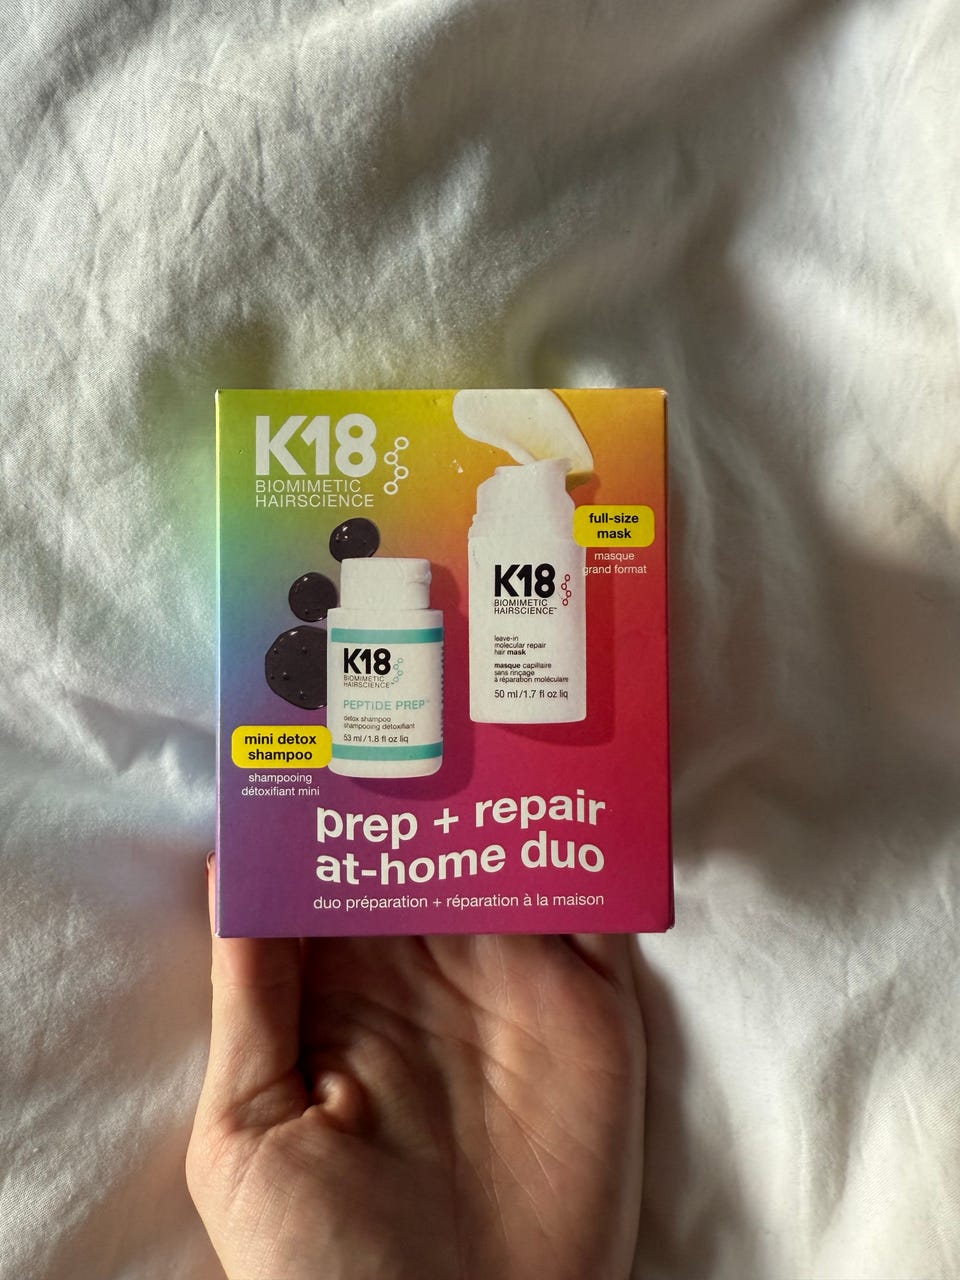 K18
BIOMIMETIC
HAIRSCIENCE
full-size
mask
masque
grand format
K18
BIOMIMETIC
HAIRSCIENCE™
leave-in
molecular repair
hair mask
masque capillaire
sans rinçage
à réparation moléculaire
50 ml/1.7 fl oz liq
K18
BIOMIMETIC
HAIRSCIENCE™
PEPTIDE PREP™
detox shampoo
shampooing détoxifiant
53 ml/1.8 fl oz liq
mini detox
shampoo
shampooing
détoxifiant mini
prep + repair
at-home duo
duo préparation + réparation à la maison